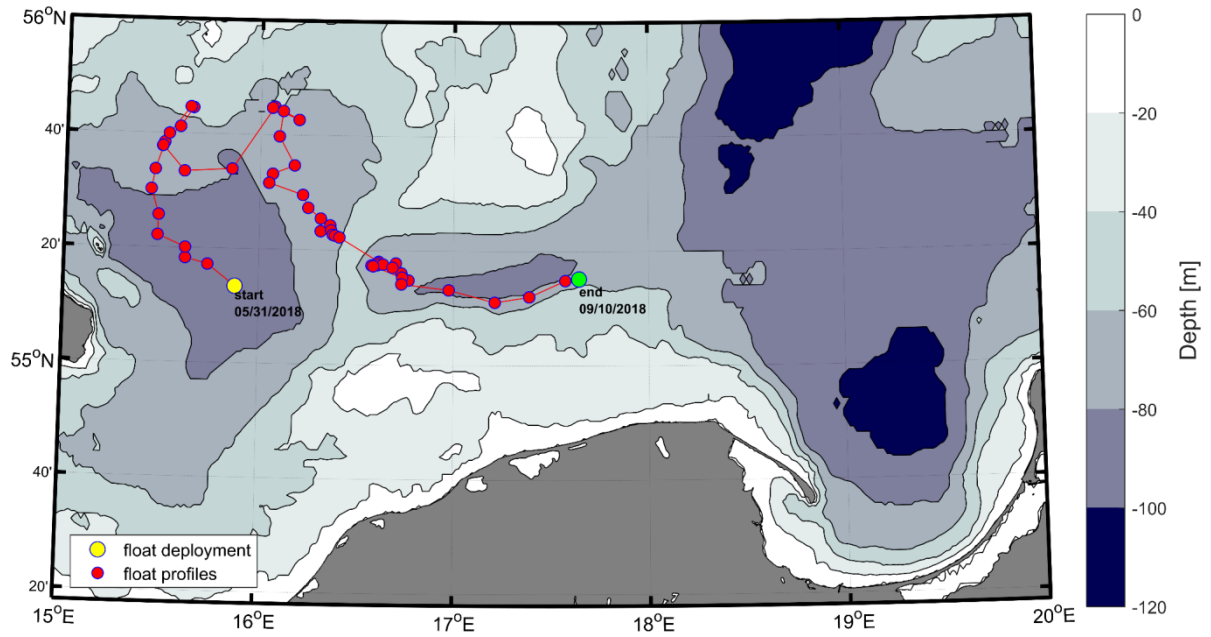 56°N
40'
20'
55°N
40'
20'
15°E
16°E
17°E
18°E
19°E
20°E
start
05/31/2018
end
09/10/2018
float deployment
float profiles
0
-20
-40
-60
-80
-100
-120
Depth [m]